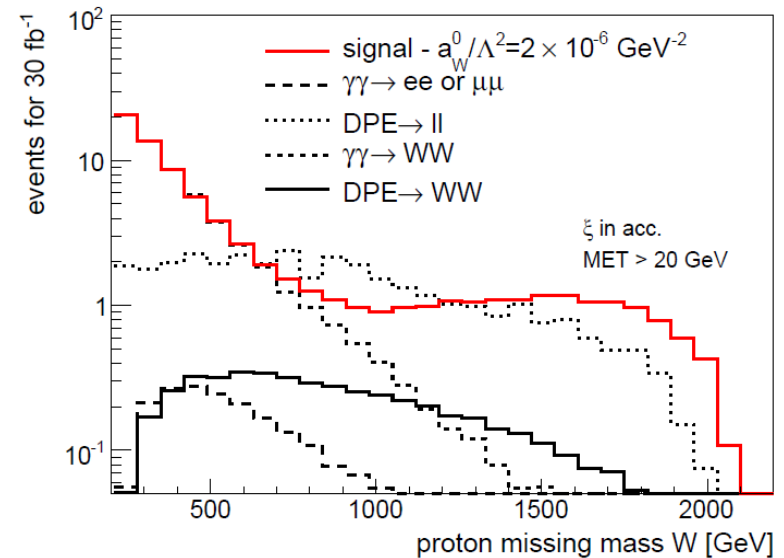 events for 30 fb⁻¹
10²
10
1
10⁻¹
signal - a⁰_W/Λ²=2 × 10⁻⁶ GeV⁻²
γγ→ ee or μμ
DPE→ ll
γγ→ WW
DPE→ WW
ξ in acc.
MET > 20 GeV
500 1000 1500 2000
proton missing mass W [GeV]